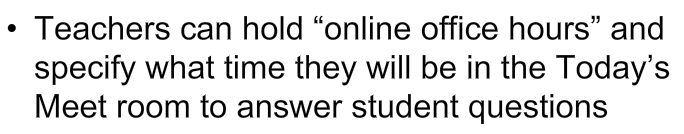 • Teachers can hold “online office hours” and
specify what time they will be in the Today’s
Meet room to answer student questions